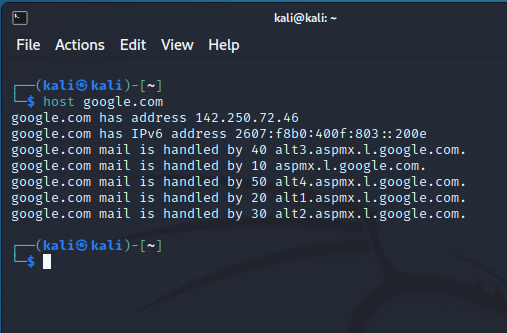 kali@kali: ~
File Actions Edit View Help
┌──(kali㉿kali)-[~]
└─$ host google.com
google.com has address 142.250.72.46
google.com has IPv6 address 2607:f8b0:400f:803::200e
google.com mail is handled by 40 alt3.aspmx.l.google.com.
google.com mail is handled by 10 aspmx.l.google.com.
google.com mail is handled by 50 alt4.aspmx.l.google.com.
google.com mail is handled by 20 alt1.aspmx.l.google.com.
google.com mail is handled by 30 alt2.aspmx.l.google.com.
┌──(kali㉿kali)-[~]
└─$